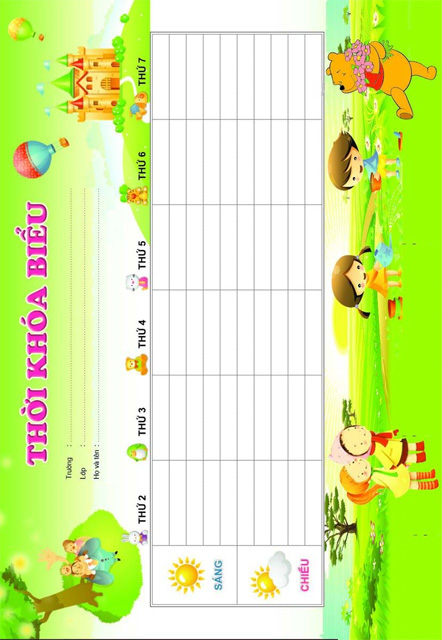 THỜI KHÓA BIỂU
Trường :
Lớp :
Họ và tên :
THỨ 2 THỨ 3 THỨ 4 THỨ 5 THỨ 6 THỨ 7
SÁNG
CHIỀU